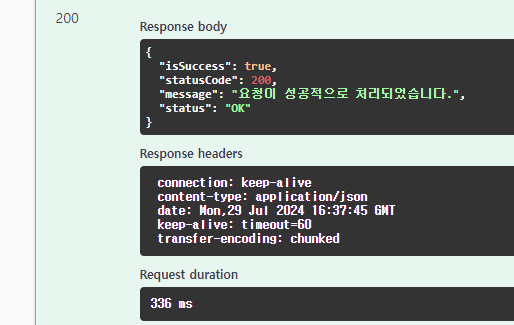 200
Response body
{
"isSuccess": true,
"statusCode": 200,
"message": "요청이 성공적으로 처리되었습니다.",
"status": "OK"
}
Response headers
connection: keep-alive
content-type: application/json
date: Mon,29 Jul 2024 16:37:45 GMT
keep-alive: timeout=60
transfer-encoding: chunked
Request duration
336 ms